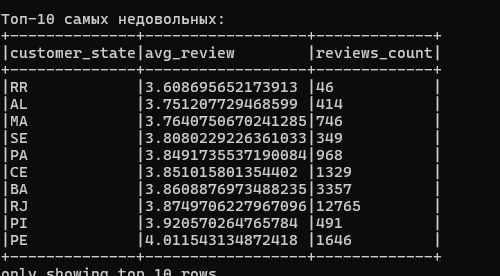 Топ-10 самых недовольных:
+--------------+------------------+-------------+
|customer_state|avg_review        |reviews_count|
+--------------+------------------+-------------+
|RR            |3.608695652173913 |46           |
|AL            |3.751207729468599 |414          |
|MA            |3.7640750670241285|746          |
|SE            |3.8080229226361033|349          |
|PA            |3.8491735537190084|968          |
|CE            |3.851015801354402 |1329         |
|BA            |3.8608876973488235|3357         |
|RJ            |3.8749706227967096|12765        |
|PI            |3.920570264765784 |491          |
|PE            |4.011543134872418 |1646         |
+--------------+------------------+-------------+
only showing top 10 rows